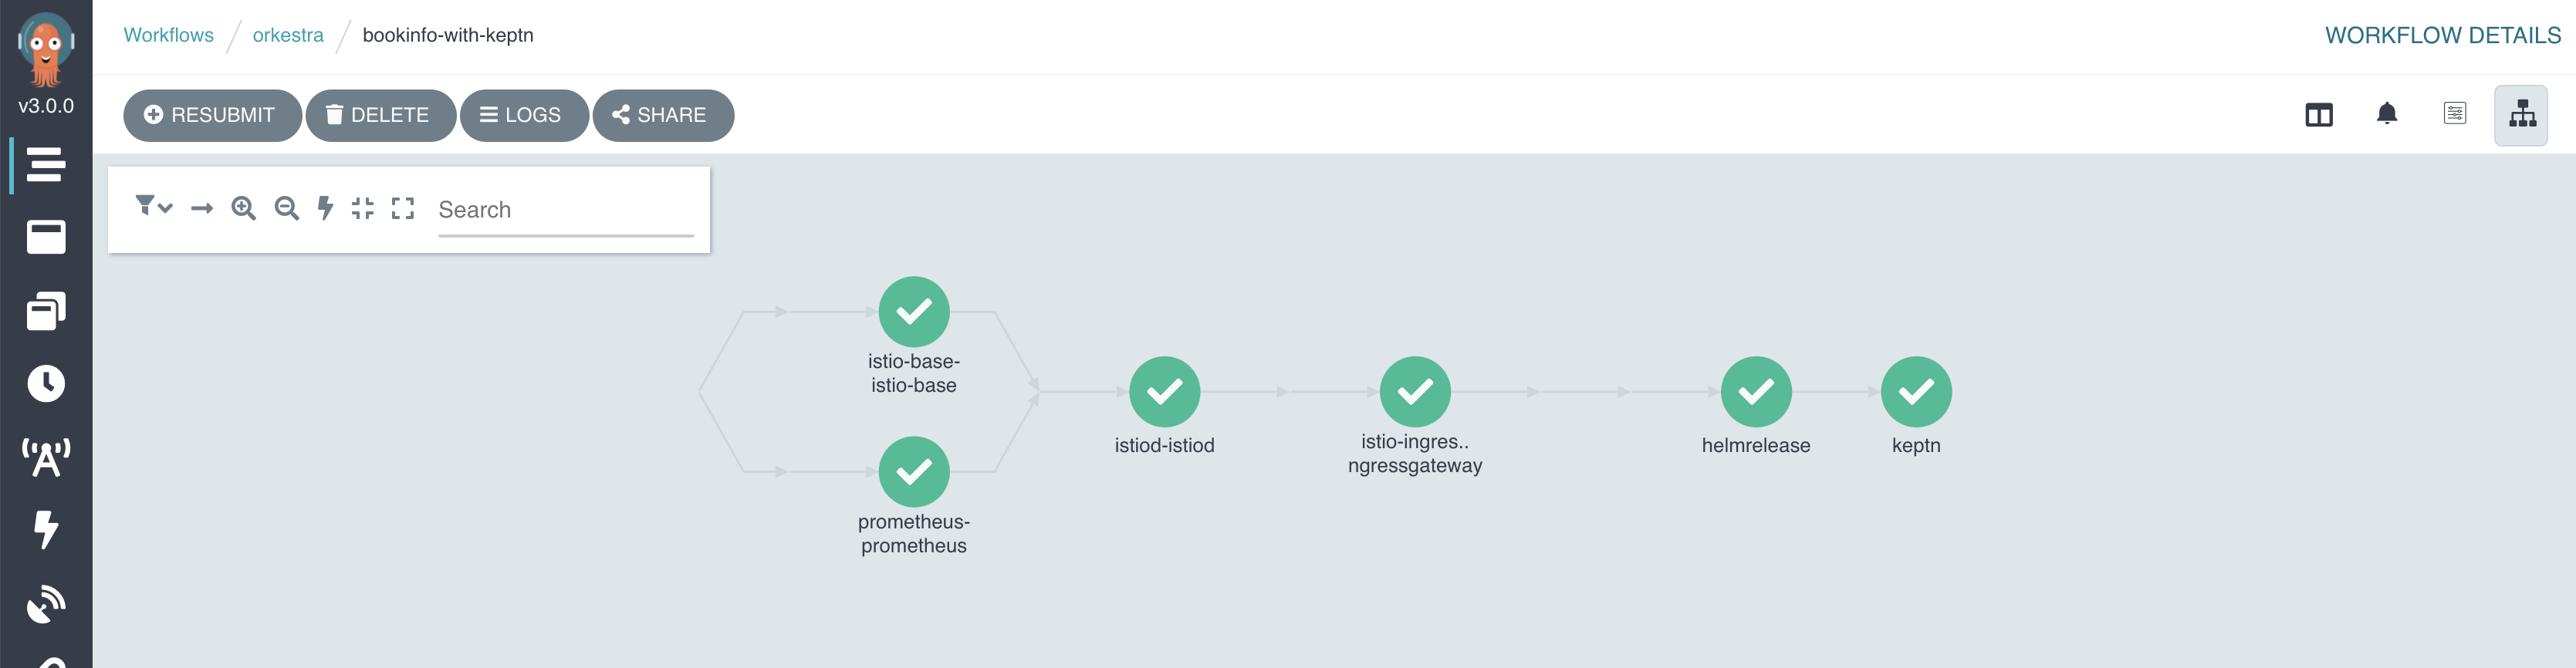 Workflows / orkestra / bookinfo-with-keptn
WORKFLOW DETAILS
v3.0.0
RESUBMIT
DELETE
LOGS
SHARE
Search
istio-base-
istio-base
prometheus-
prometheus
istiod-istiod
istio-ingres..
ngressgateway
helmrelease
keptn